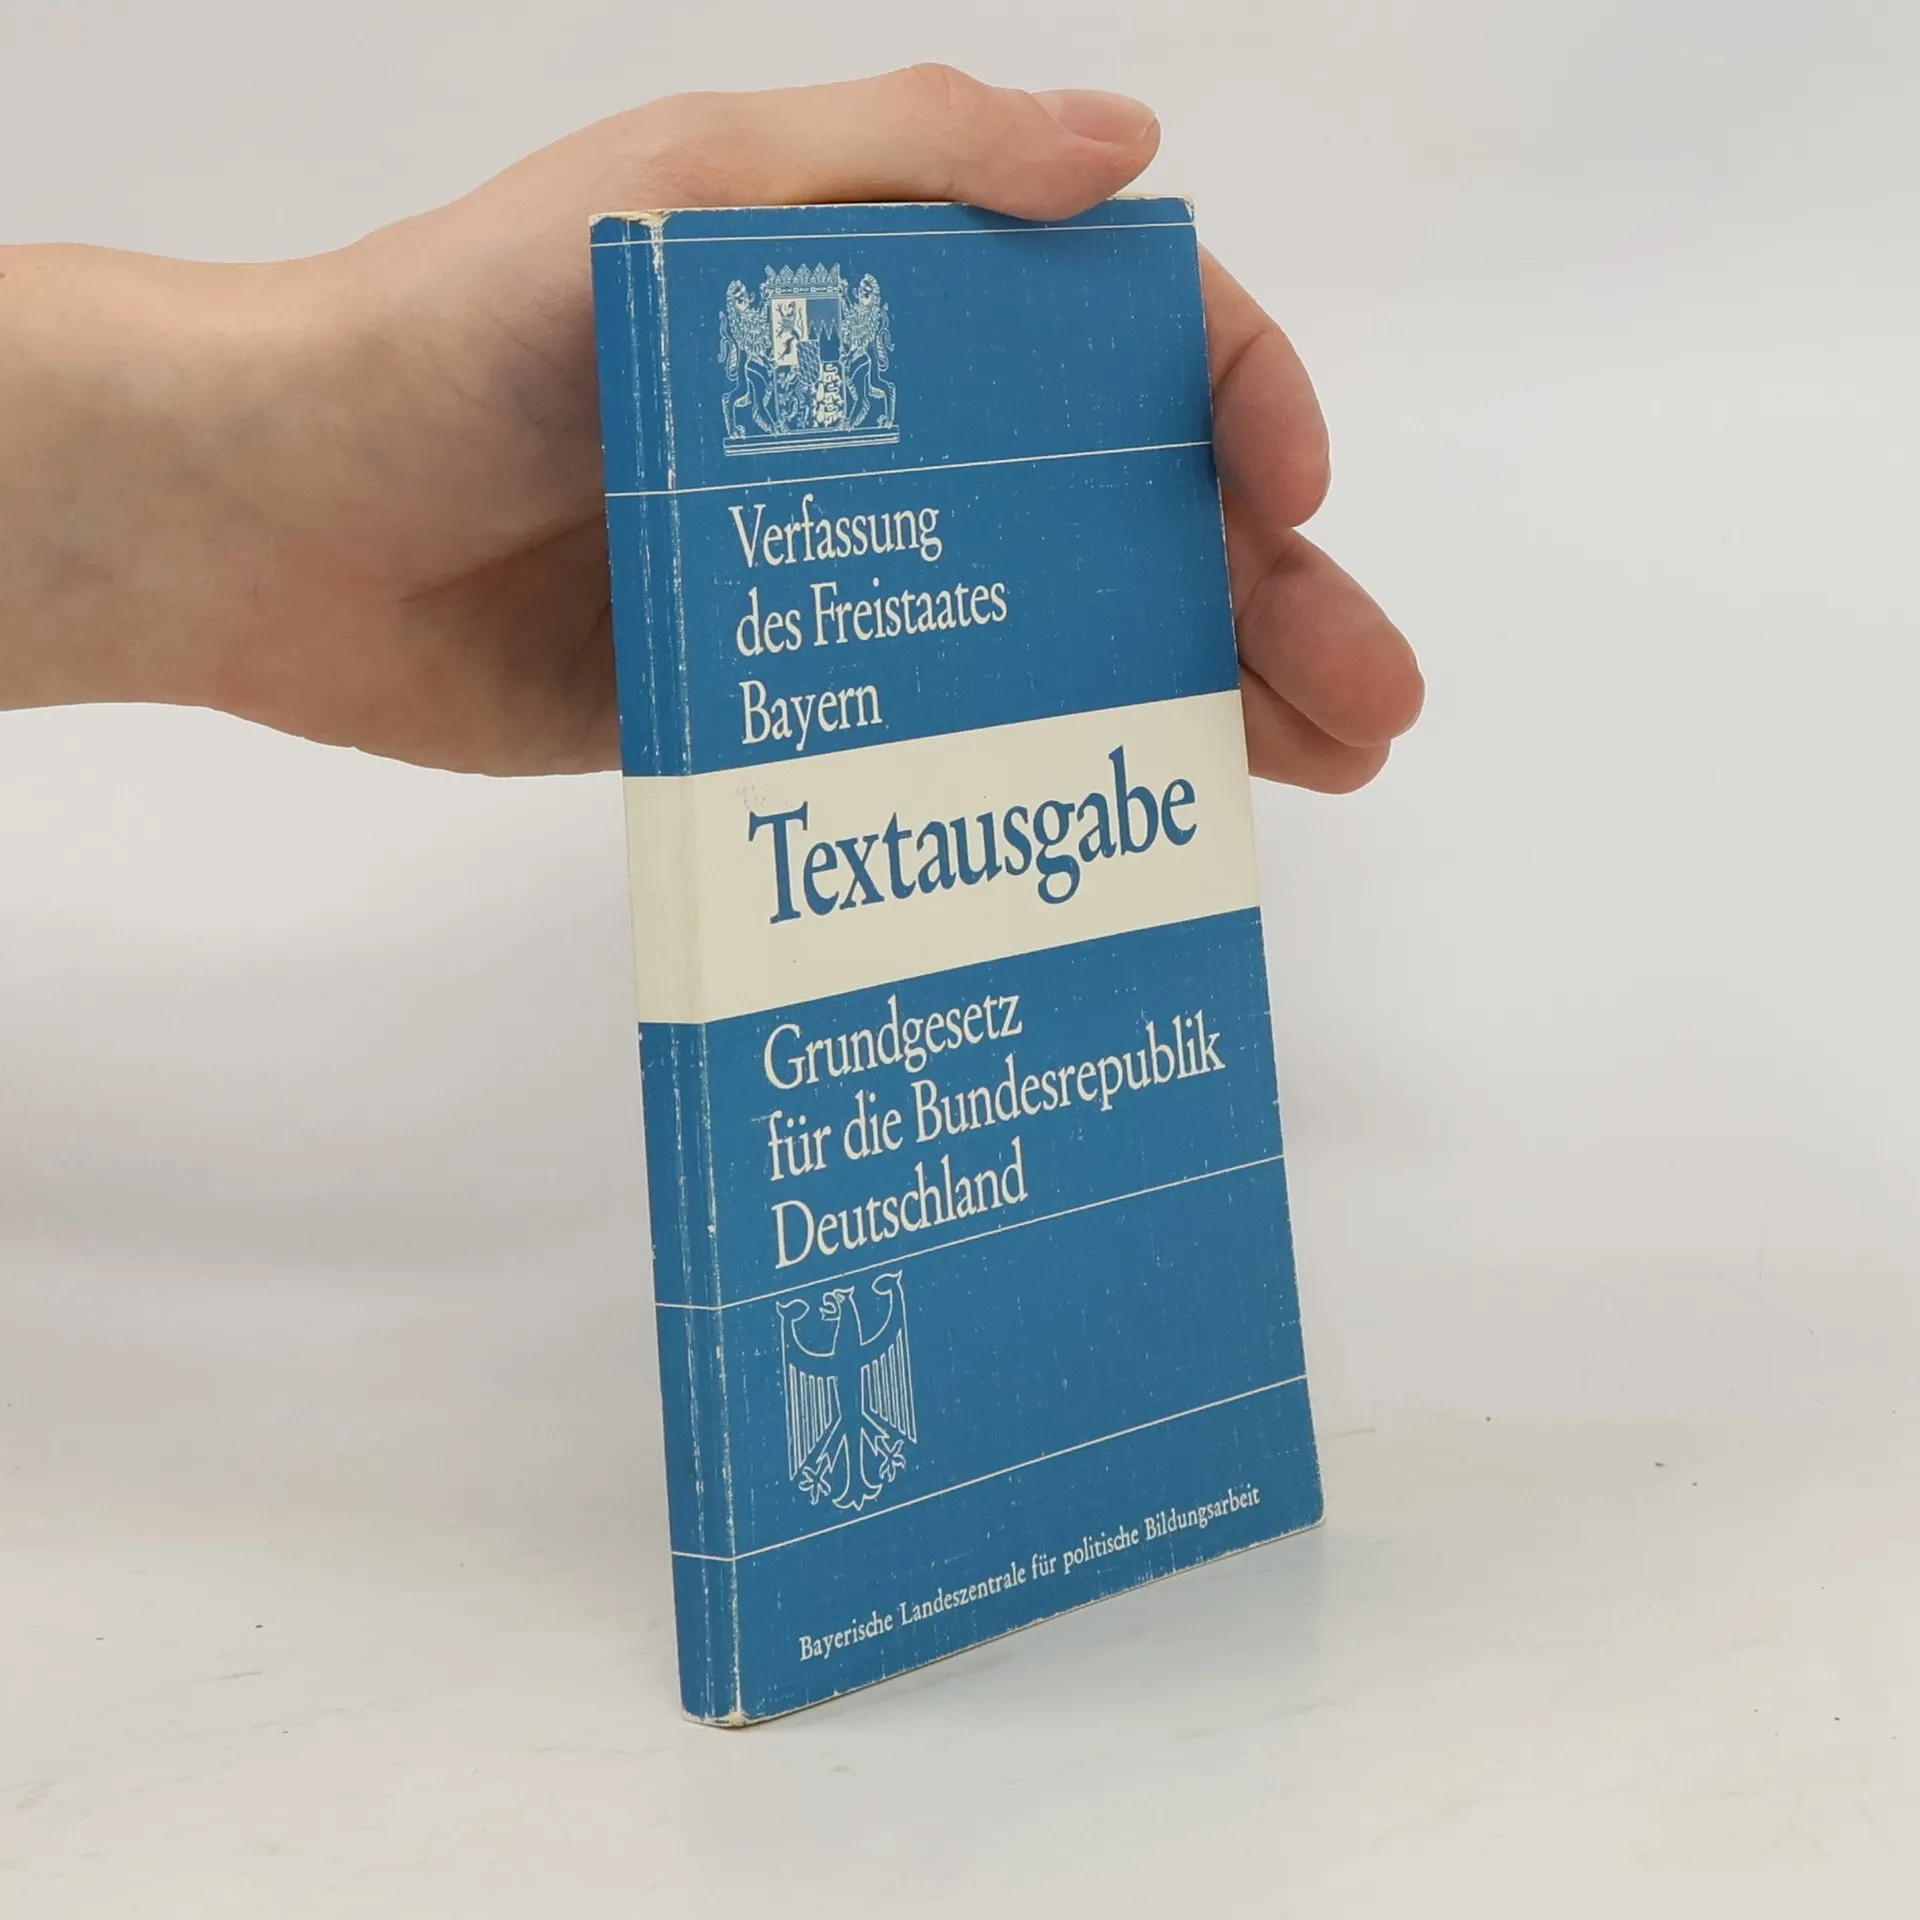 Verfassung
des Freistaates
Bayern
Textausgabe
Grundgesetz
für die Bundesrepublik
Deutschland
Bayerische Landeszentrale für politische Bildungsarbeit